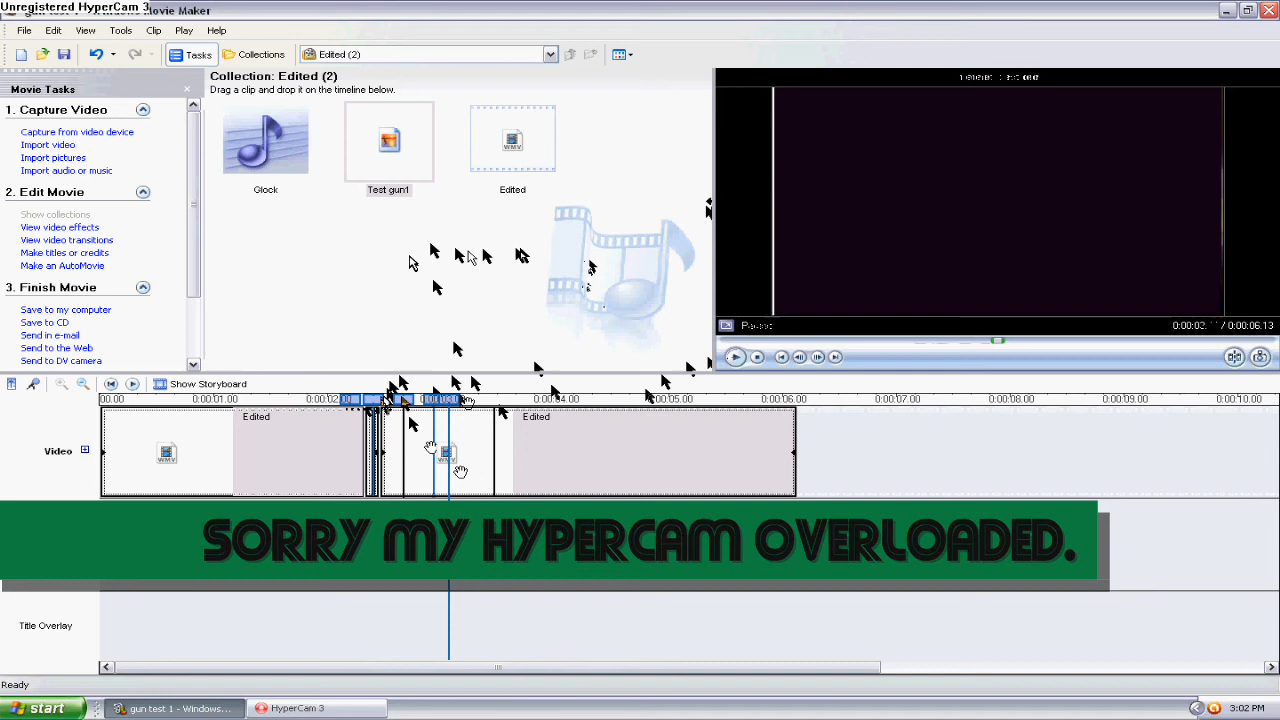 Unregistered HyperCam 3
Movie Maker
File Edit View Tools Clip Play Help
Tasks Collections Edited (2)
Movie Tasks
1. Capture Video
Capture from video device
Import video
Import pictures
Import audio or music
2. Edit Movie
Show collections
View video effects
View video transitions
Make titles or credits
Make an AutoMovie
3. Finish Movie
Save to my computer
Save to CD
Send in e-mail
Send to the Web
Send to DV camera
Collection: Edited (2)
Drag a clip and drop it on the timeline below.
WMV
Glock Test gun1 Edited
Show Storyboard
00.00 0:00:01.00 0:00:02.00 0:00:04 0:00:05.00 0:00:06.00 0:00:07.00 0:00:08.00 0:00:09.00 0:00:10.00
Edited Edited
Video
WMV WMV
SORRY MY HYPERCAM OVERLOADED.
Title Overlay
Ready
start gun test 1 - Windows... HyperCam 3 3:02 PM